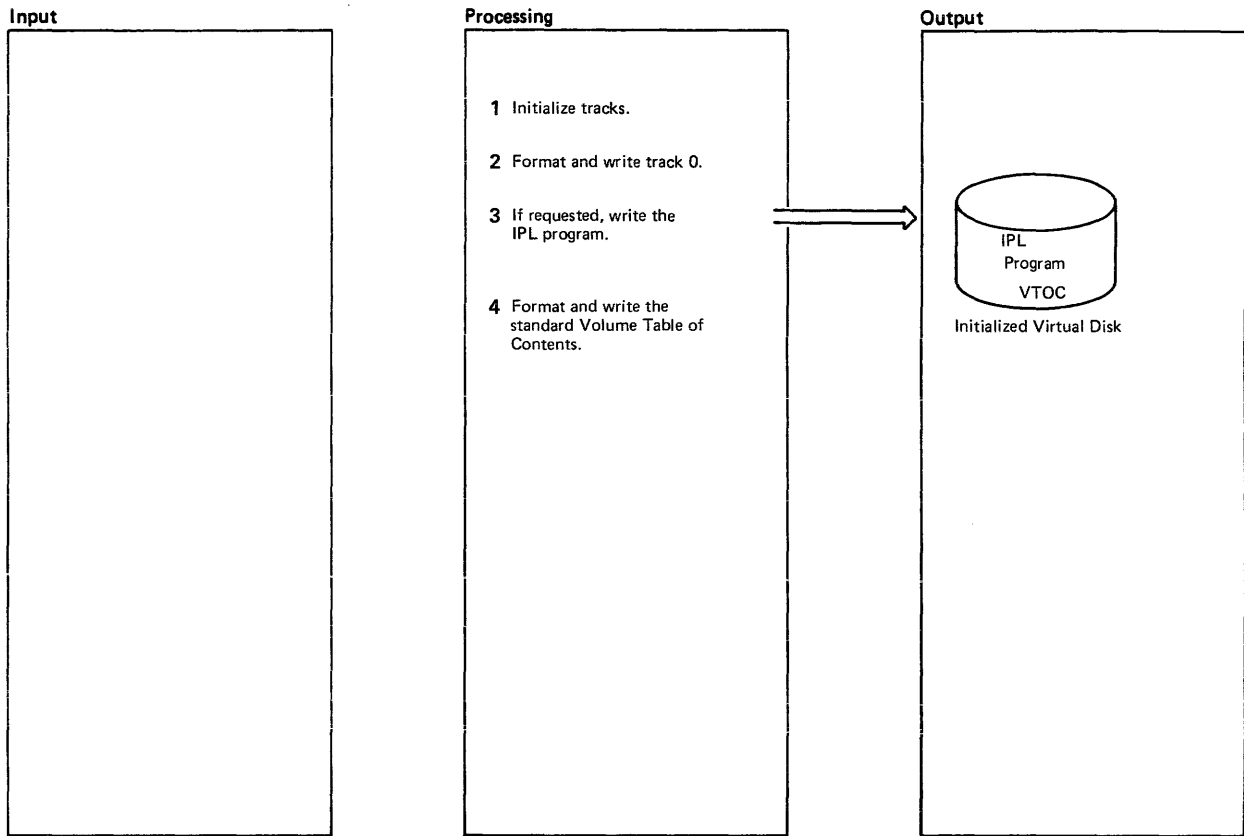 Input
Processing
Output
1 Initialize tracks.
2 Format and write track 0.
3 If requested, write the
IPL program.
4 Format and write the
standard Volume Table of
Contents.
IPL
Program
VTOC
Initialized Virtual Disk